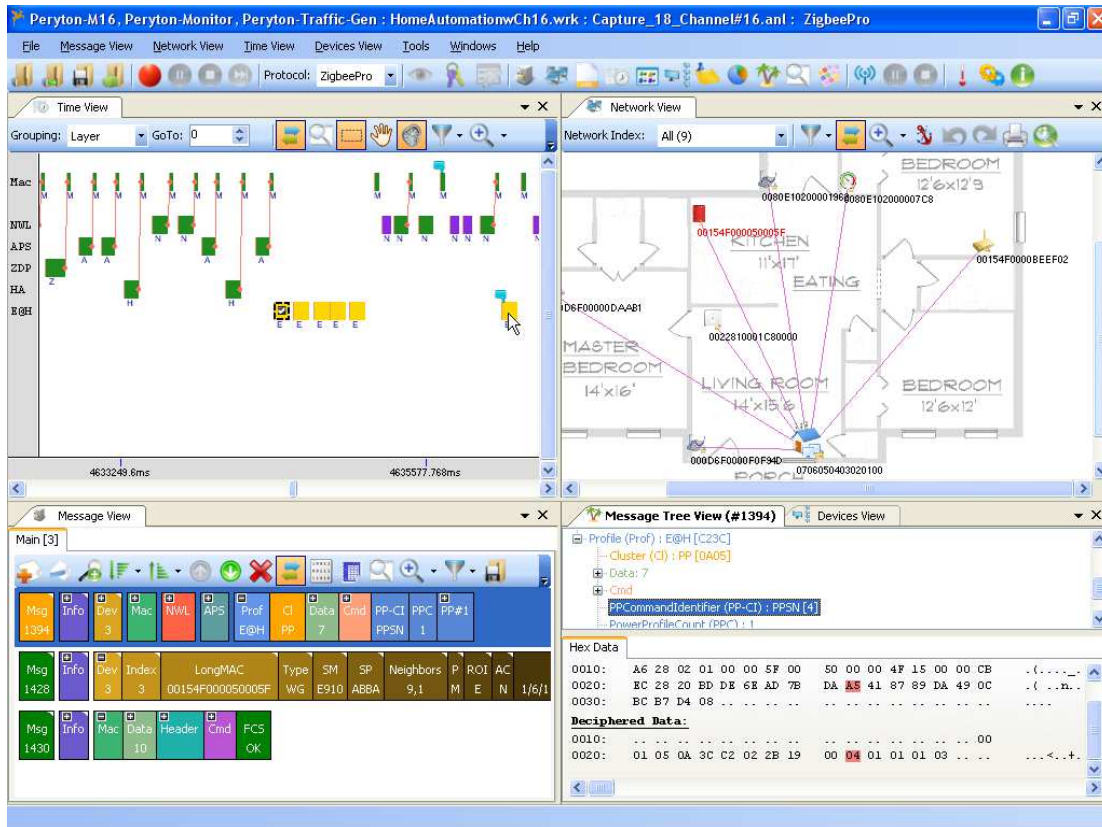 Peryton-M16, Peryton-Monitor, Peryton-Traffic-Gen : HomeAutomationwCh16.wrk : Capture_18_Channel#16.anl : ZigbeePro
File Message View Network View Time View Devices View Tools Windows Help
Protocol: ZigbeePro
Time View
Grouping: Layer GoTo: 0
Mac
M M M M M M M M M M M M M M
NWL
N N N N N N N N
APS
A A A A
ZDP
Z
HA
H H
E@H
E E E E E
4633249.6ms 4635577.768ms
Network View
Network Index: All (9)
BEDROOM
12'6x12'9
0080E102000007C8
00154F000050005F
KITCHEN
11'x17'
EATING
00154F0000BEEF02
D6F00000DAAB1
0022810001C80000
MASTER
BEDROOM
14'x16'
LIVING ROOM
14'x15'6
BEDROOM
12'6x12'
000D6F0000F0F94D
0706050403020100
PORCH
Message View
Main [3]
Msg Info Dev Mac NWL APS Prof Cl Data Cmd PP-CI PPC PP#1
1394 3 E@H PP 7 PPSN 1
Msg Info Dev Index LongMAC Type SM SP Neighbors P ROI AC
1428 3 3 00154F000050005F WG E910 ABBA 9,1 M E N 1/6/1
Msg Info Mac Data Header Cmd FCS
1430 10 OK
Message Tree View (#1394) Devices View
Profile (Prof) : E@H [C23C]
Cluster (Cl) : PP [0A05]
Data: 7
Cmd
PPCommandIdentifier (PP-CI) : PPSN [4]
PowerProfileCount (PPC) : 1
Hex Data
0010: A6 28 02 01 00 00 5F 00 50 00 00 4F 15 00 00 CB .(...._.
0020: EC 28 20 BD DE 6E AD 7B DA A5 41 87 89 DA 49 0C .( ..n..
0030: BC B7 D4 08 .. .. .. .. .. .. .. .. .. .. .. .. ....
Deciphered Data:
0010: .. .. .. .. .. .. .. .. .. .. .. .. .. .. .. 00
0020: 01 05 0A 3C C2 02 2B 19 00 04 01 01 01 03 .. .. ...<..+.